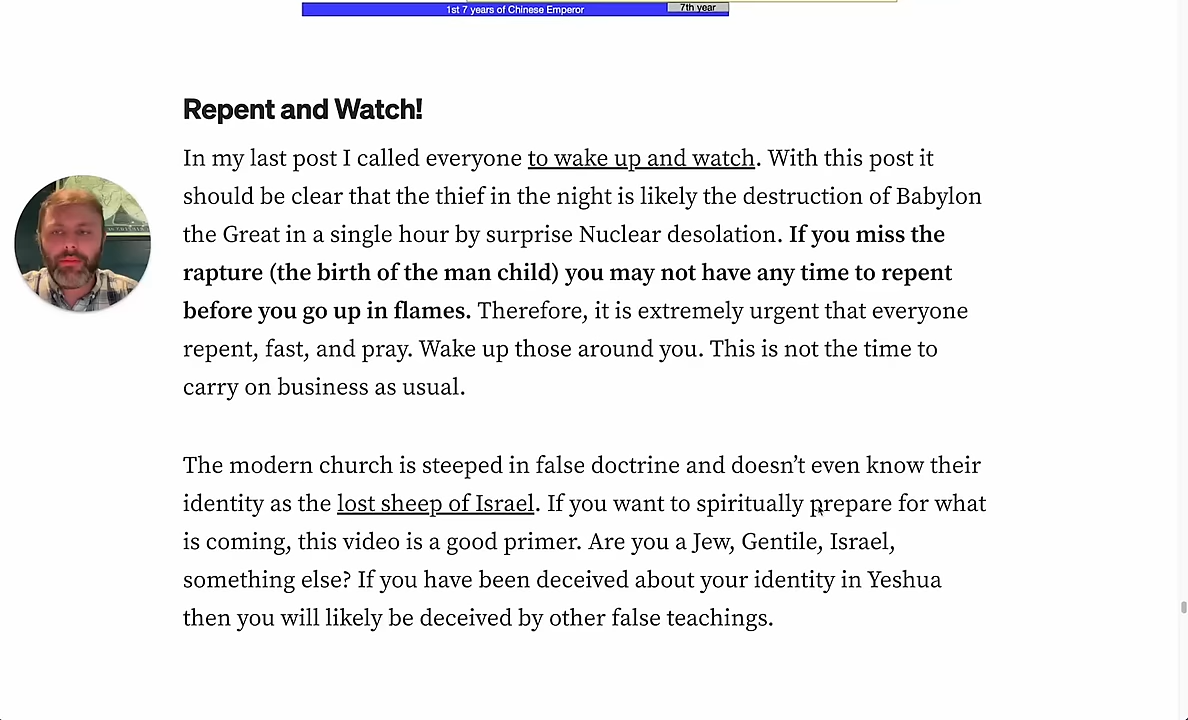 1st 7 years of Chinese Emperor
7th year
Repent and Watch!
In my last post I called everyone to wake up and watch. With this post it
should be clear that the thief in the night is likely the destruction of Babylon
the Great in a single hour by surprise Nuclear desolation. If you miss the
rapture (the birth of the man child) you may not have any time to repent
before you go up in flames. Therefore, it is extremely urgent that everyone
repent, fast, and pray. Wake up those around you. This is not the time to
carry on business as usual.
The modern church is steeped in false doctrine and doesn’t even know their
identity as the lost sheep of Israel. If you want to spiritually prepare for what
is coming, this video is a good primer. Are you a Jew, Gentile, Israel,
something else? If you have been deceived about your identity in Yeshua
then you will likely be deceived by other false teachings.